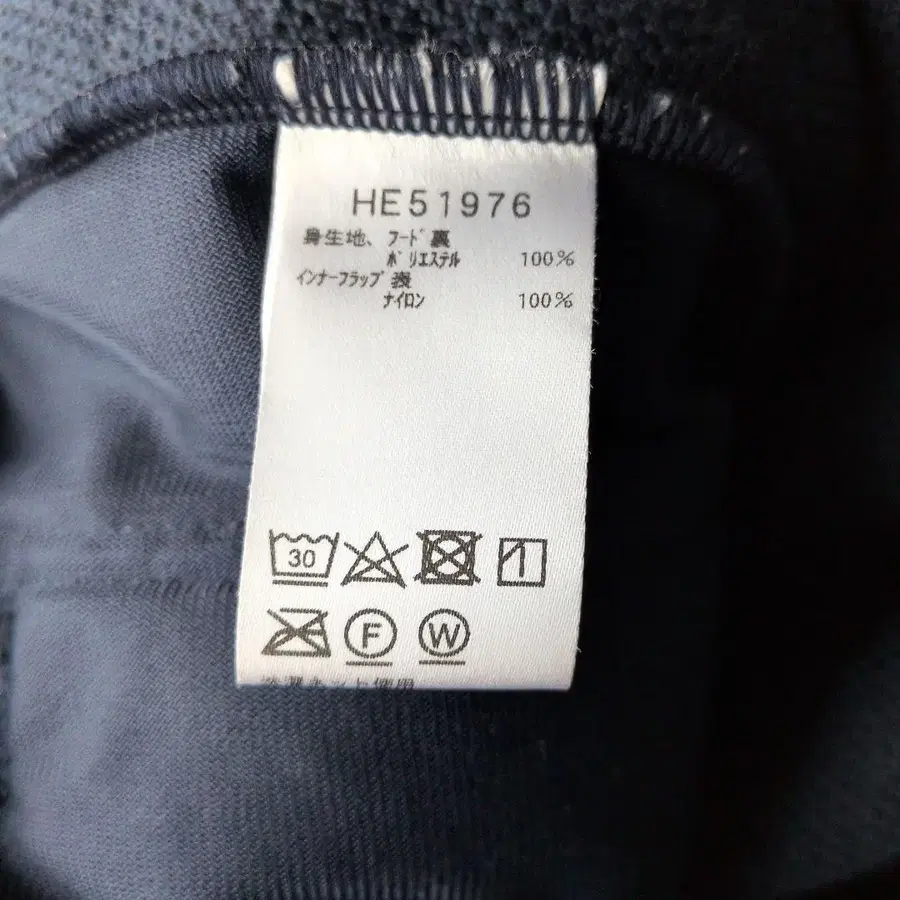 HE51976
身生地、フード裏
ポリエステル 100%
インナーフラップ表
ナイロン 100%
30
F W